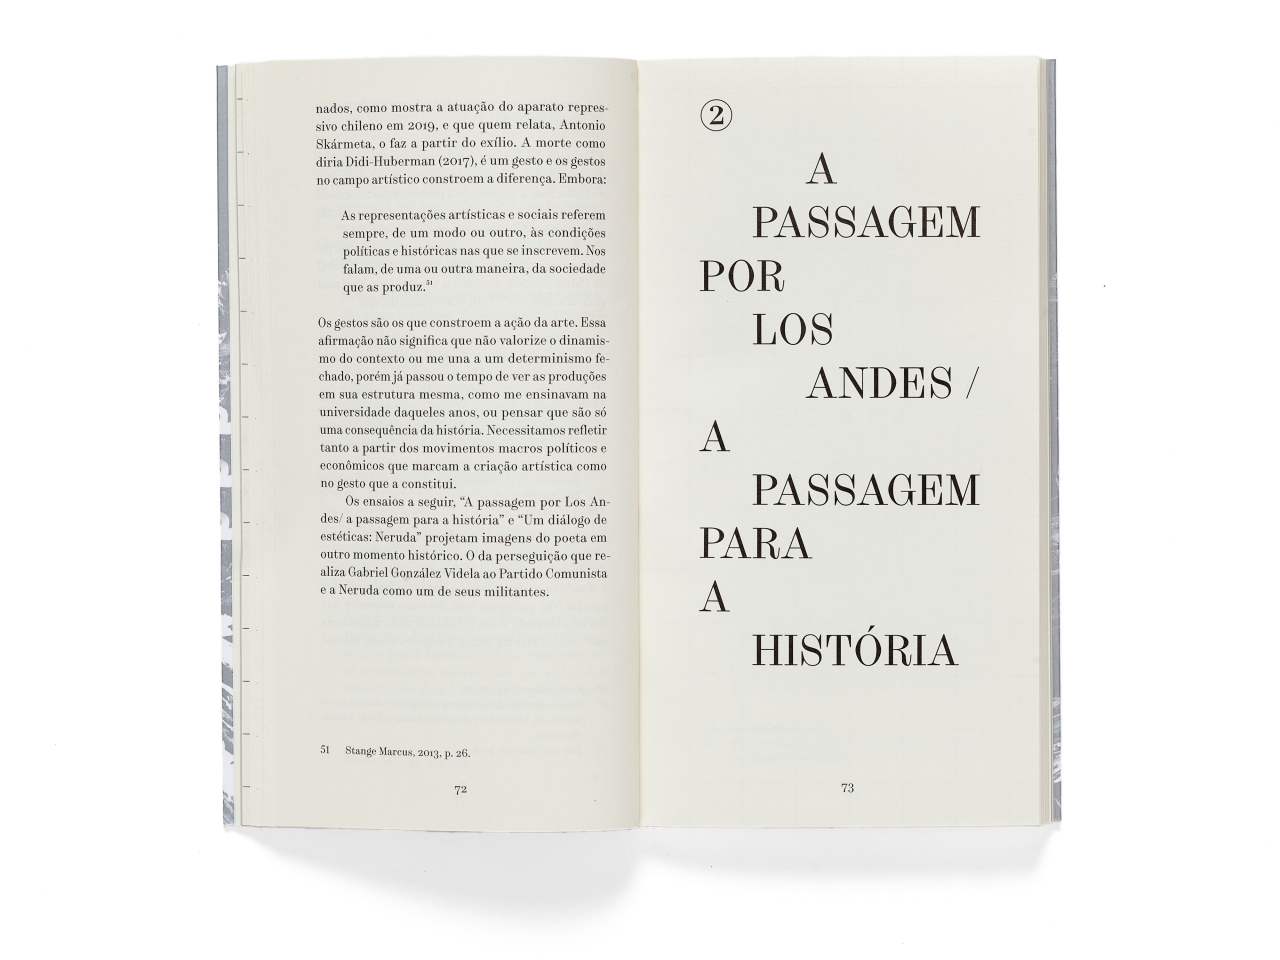 nados, como mostra a atuação do aparato repres-
sivo chileno em 2019, e que quem relata, Antonio
Skármeta, o faz a partir do exílio. A morte como
diria Didi-Huberman (2017), é um gesto e os gestos
no campo artístico constroem a diferença. Embora:
As representações artísticas e sociais referem
sempre, de um modo ou outro, às condições
políticas e históricas nas que se inscrevem. Nos
falam, de uma ou outra maneira, da sociedade
que as produz.⁵¹
Os gestos são os que constroem a ação da arte. Essa
afirmação não significa que não valorize o dinamis-
mo do contexto ou me una a um determinismo fe-
chado, porém já passou o tempo de ver as produções
em sua estrutura mesma, como me ensinavam na
universidade daqueles anos, ou pensar que são só
uma consequência da história. Necessitamos refletir
tanto a partir dos movimentos macros políticos e
econômicos que marcam a criação artística como
no gesto que a constitui.
Os ensaios a seguir, “A passagem por Los An-
des/ a passagem para a história” e “Um diálogo de
estéticas: Neruda” projetam imagens do poeta em
outro momento histórico. O da perseguição que re-
aliza Gabriel González Videla ao Partido Comunista
e a Neruda como um de seus militantes.
51 Stange Marcus, 2013, p. 26.
72
2
A
PASSAGEM
POR
LOS
ANDES /
A
PASSAGEM
PARA
A
HISTÓRIA
73